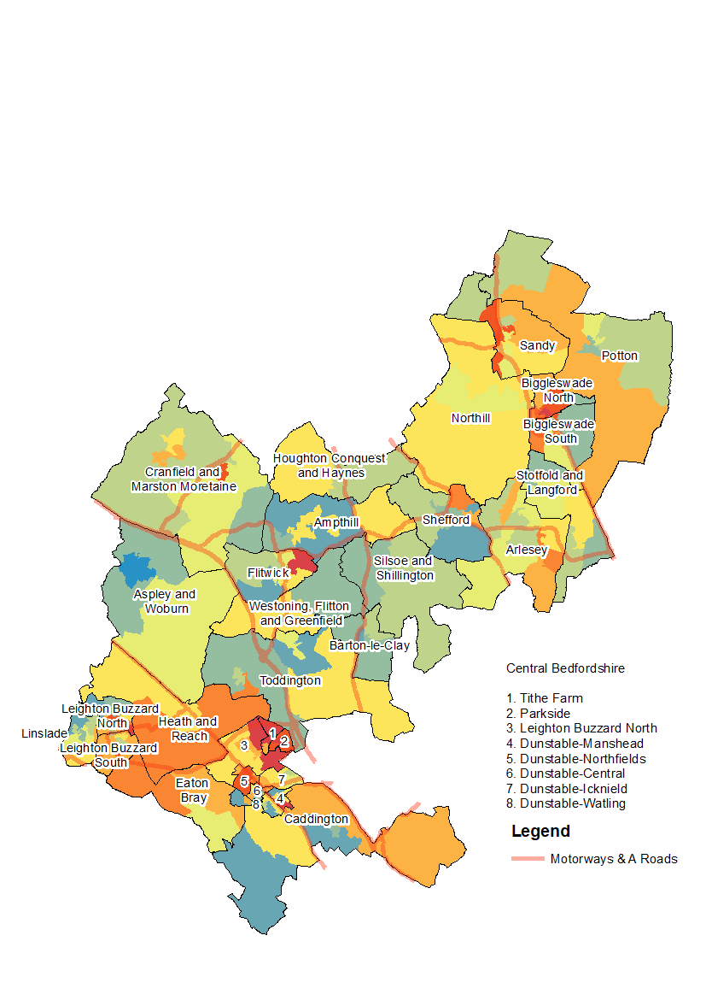 Sandy
Potton
Biggleswade
North
Northill
Biggleswade
South
Houghton Conquest
and Haynes
Cranfield and
Marston Moretaine
Stotfold and
Langford
Ampthill
Shefford
Arlesey
Flitwick
Silsoe and
Shillington
Aspley and
Woburn
Westoning, Flitton
and Greenfield
Barton-le-Clay
Toddington
Leighton Buzzard
North
Heath and
Reach
Linslade
Leighton Buzzard
South
1
2
3
Eaton
Bray
5
6
7
4
8
Caddington
Central Bedfordshire
1. Tithe Farm
2. Parkside
3. Leighton Buzzard North
4. Dunstable-Manshead
5. Dunstable-Northfields
6. Dunstable-Central
7. Dunstable-Icknield
8. Dunstable-Watling
Legend
Motorways & A Roads